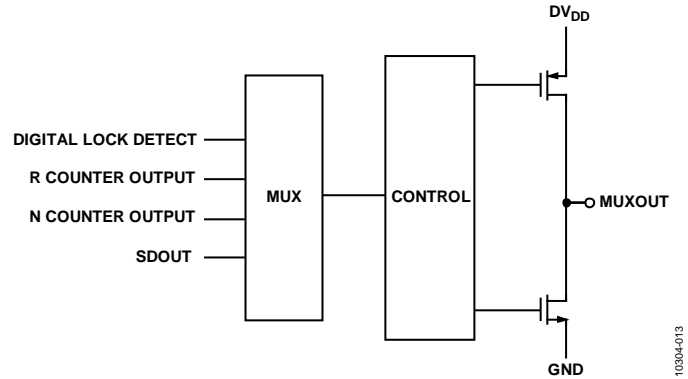 DVDD
DIGITAL LOCK DETECT
R COUNTER OUTPUT
N COUNTER OUTPUT
SDOUT
MUX
CONTROL
MUXOUT
GND
10304-013